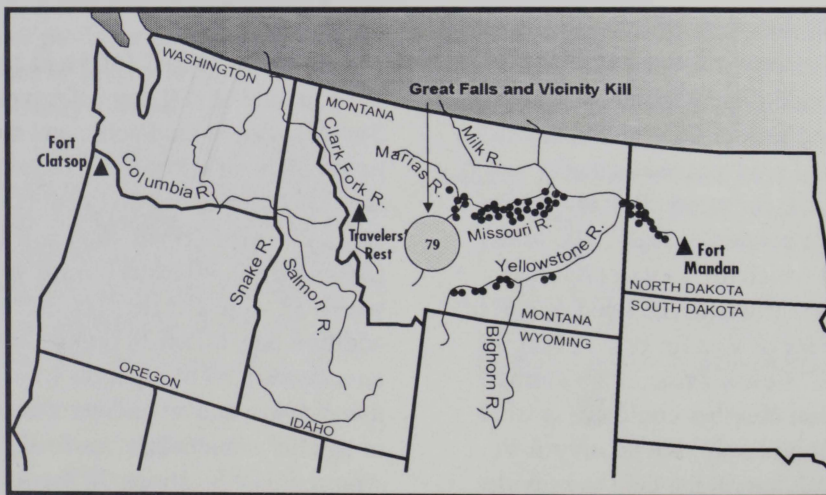 WASHINGTON
Great Falls and Vicinity Kill
MONTANA
Milk R.
Fort
Clatsop
Clark Fork R.
Marias R.
Columbia R.
Travelers'
Rest
79
Missouri R.
Yellowstone R.
Fort
Mandan
Snake R.
Salmon R.
NORTH DAKOTA
SOUTH DAKOTA
MONTANA
WYOMING
Bighorn R.
OREGON
IDAHO